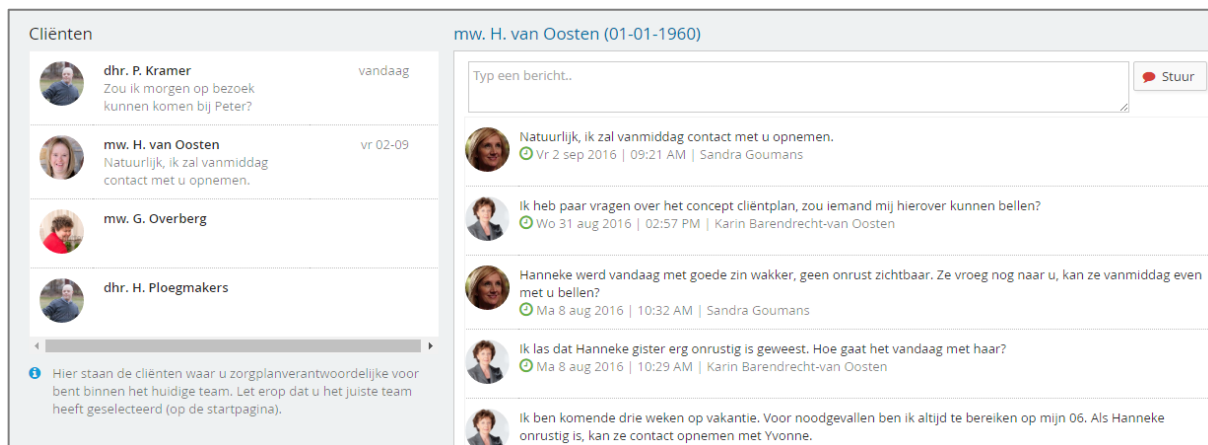 Cliënten
dhr. P. Kramer
vandaag
Zou ik morgen op bezoek
kunnen komen bij Peter?
mw. H. van Oosten
vr 02-09
Natuurlijk, ik zal vanmiddag
contact met u opnemen.
mw. G. Overberg
dhr. H. Ploegmakers
Hier staan de cliënten waar u zorgplanverantwoordelijke voor
bent binnen het huidige team. Let erop dat u het juiste team
heeft geselecteerd (op de startpagina).
mw. H. van Oosten (01-01-1960)
Typ een bericht..
Stuur
Natuurlijk, ik zal vanmiddag contact met u opnemen.
Vr 2 sep 2016 | 09:21 AM | Sandra Goumans
Ik heb paar vragen over het concept cliëntplan, zou iemand mij hierover kunnen bellen?
Wo 31 aug 2016 | 02:57 PM | Karin Barendrecht-van Oosten
Hanneke werd vandaag met goede zin wakker, geen onrust zichtbaar. Ze vroeg nog naar u, kan ze vanmiddag even
met u bellen?
Ma 8 aug 2016 | 10:32 AM | Sandra Goumans
Ik las dat Hanneke gister erg onrustig is geweest. Hoe gaat het vandaag met haar?
Ma 8 aug 2016 | 10:29 AM | Karin Barendrecht-van Oosten
Ik ben komende drie weken op vakantie. Voor noodgevallen ben ik altijd te bereiken op mijn 06. Als Hanneke
onrustig is, kan ze contact opnemen met Yvonne.